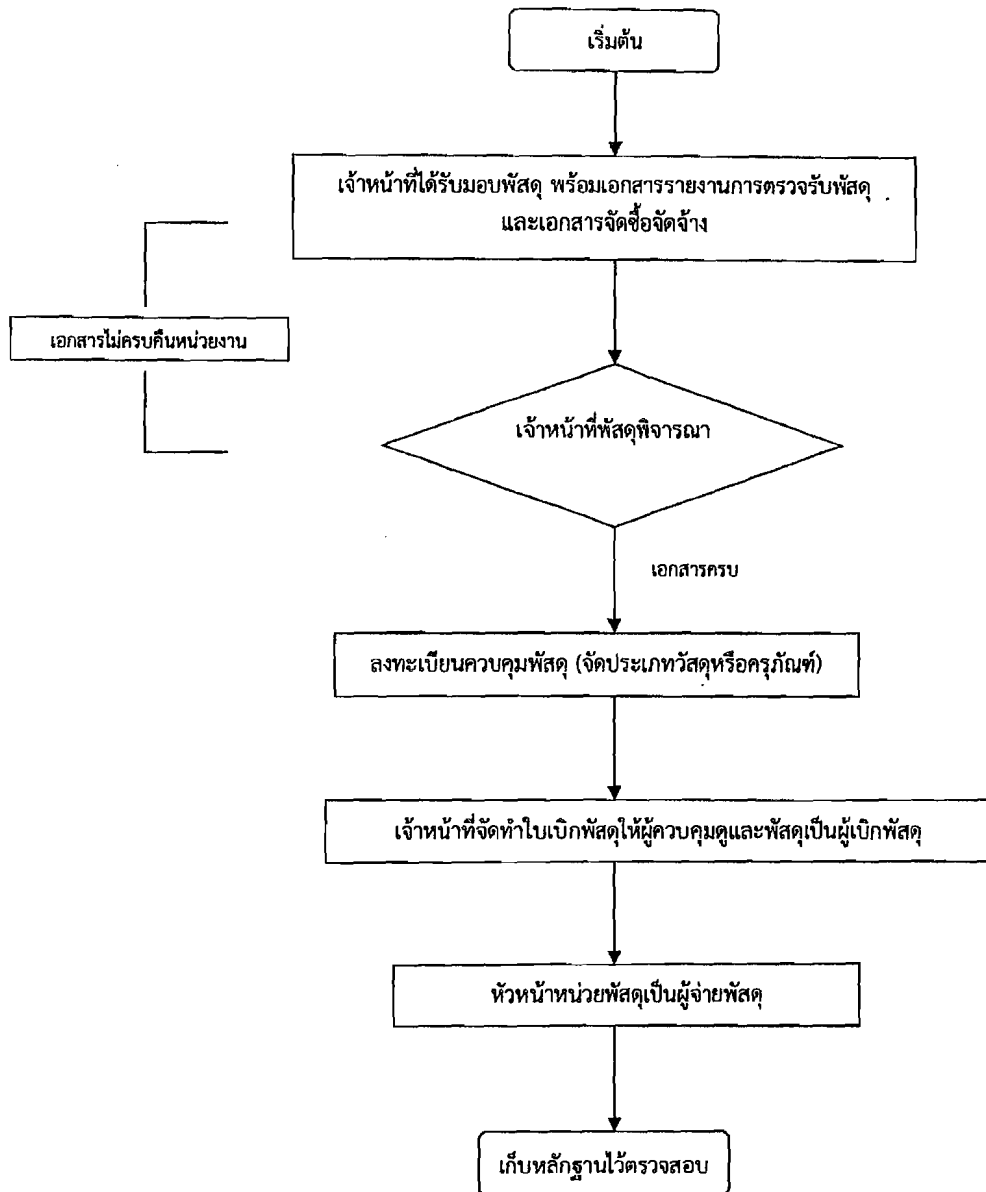 เริ่มต้น
เจ้าหน้าที่ได้รับมอบพัสดุ พร้อมเอกสารรายงานการตรวจรับพัสดุ
และเอกสารจัดซื้อจัดจ้าง
เอกสารไม่ครบคืนหน่วยงาน
เจ้าหน้าที่พัสดุพิจารณา
เอกสารครบ
ลงทะเบียนควบคุมพัสดุ (จัดประเภทวัสดุหรือครุภัณฑ์)
เจ้าหน้าที่จัดทำใบเบิกพัสดุให้ผู้ควบคุมดูและพัสดุเป็นผู้เบิกพัสดุ
หัวหน้าหน่วยพัสดุเป็นผู้จ่ายพัสดุ
เก็บหลักฐานไว้ตรวจสอบ